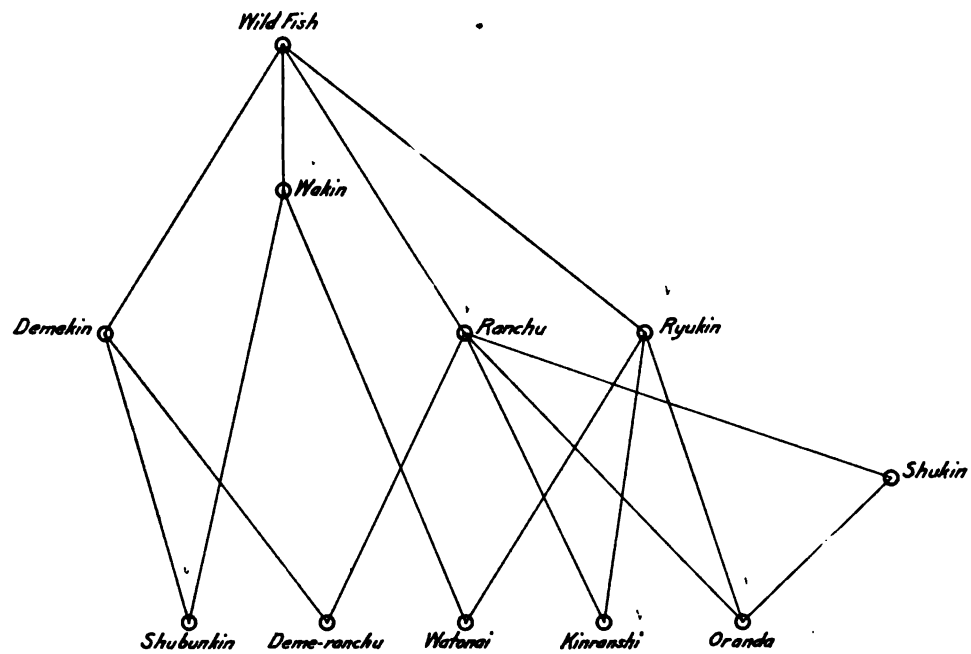 Wild Fish
Wakin
Demekin
Ranchu
Ryukin
Shukin
Shubunkin
Deme-ranchu
Watonai
Kinranshi
Oranda